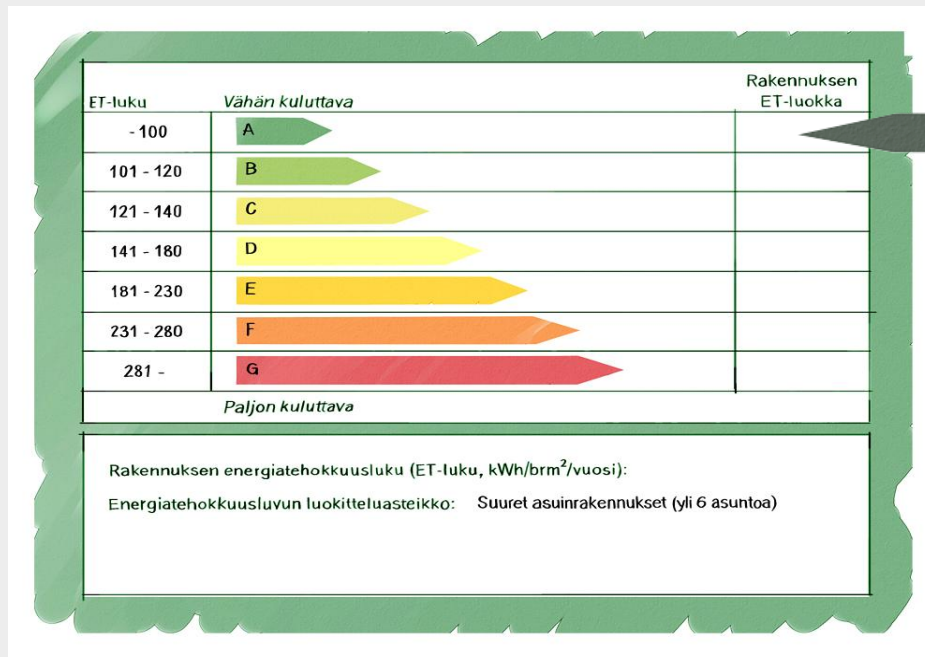 Rakennuksen
ET-luokka
ET-luku Vähän kuluttava
- 100 A
101 - 120 B
121 - 140 C
141 - 180 D
181 - 230 E
231 - 280 F
281 - G
Paljon kuluttava
Rakennuksen energiatehokkuusluku (ET-luku, kWh/brm²/vuosi):
Energiatehokkuusluvun luokitteluasteikko: Suuret asuinrakennukset (yli 6 asuntoa)